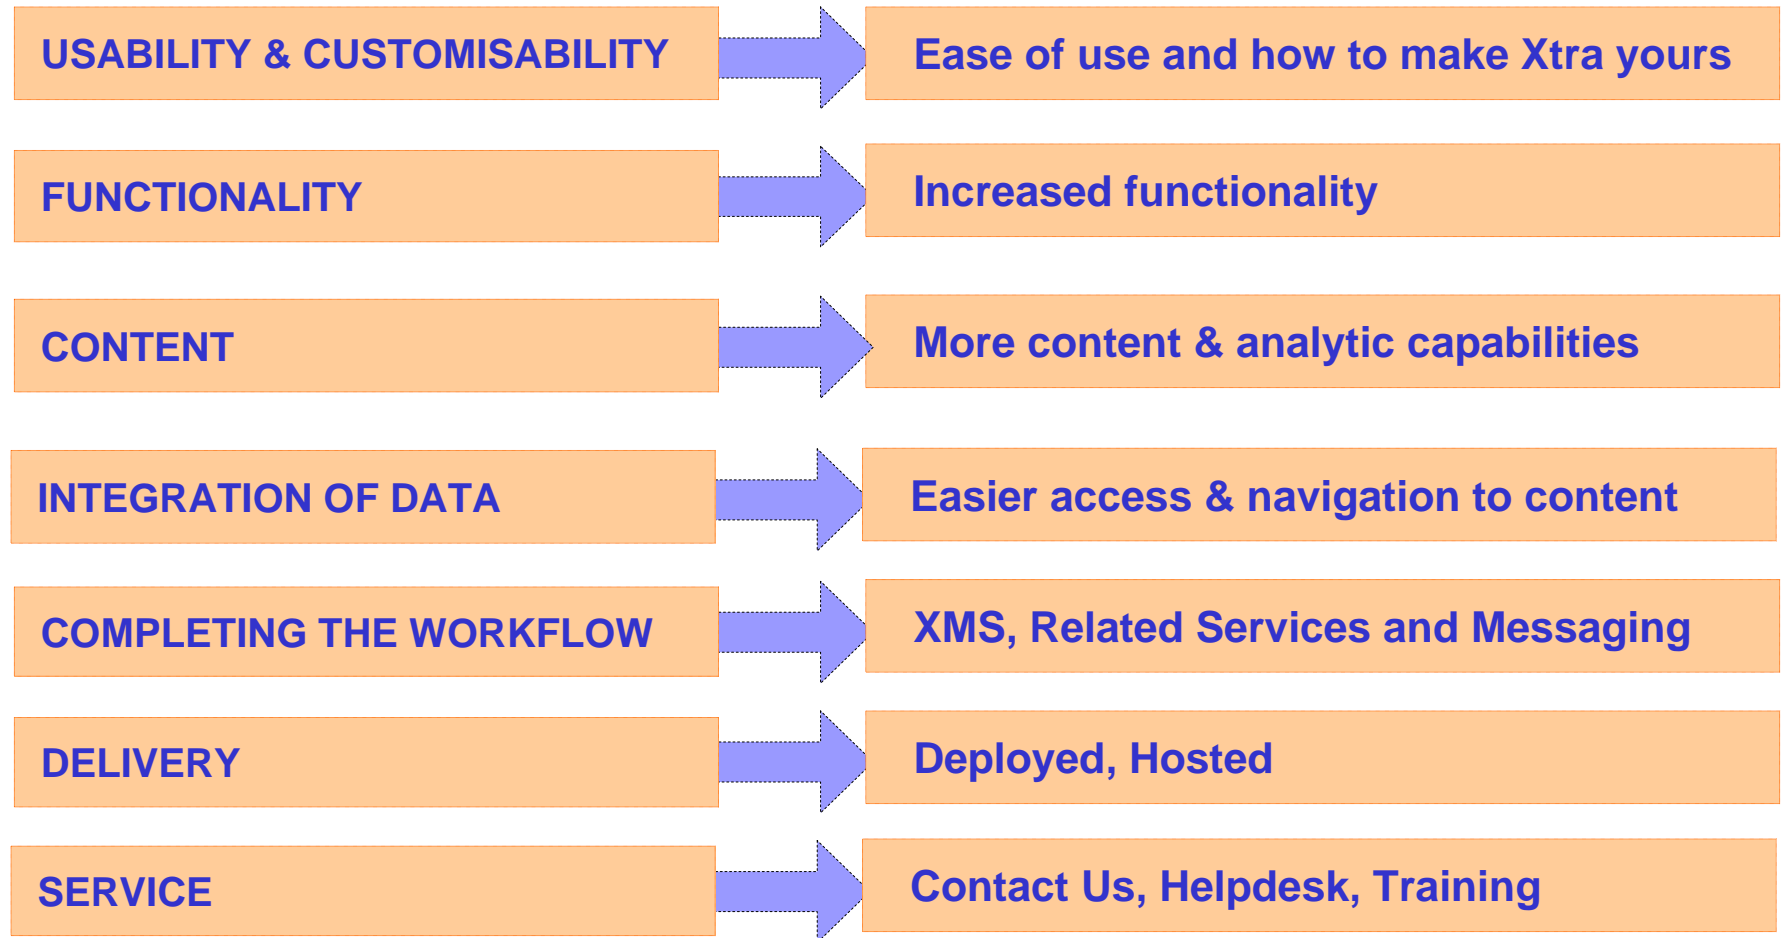 USABILITY & CUSTOMISABILITY
Ease of use and how to make Xtra yours
FUNCTIONALITY
Increased functionality
CONTENT
More content & analytic capabilities
INTEGRATION OF DATA
Easier access & navigation to content
COMPLETING THE WORKFLOW
XMS, Related Services and Messaging
DELIVERY
Deployed, Hosted
SERVICE
Contact Us, Helpdesk, Training